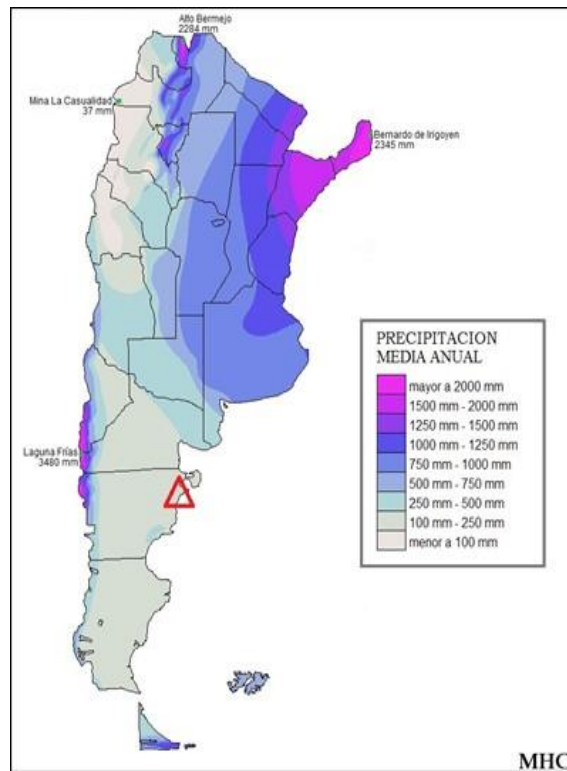 Alto Bermejo
2284 mm
Mina La Casualidad
37 mm
Bernardo de Irigoyen
2345 mm
Laguna Frías
3480 mm
PRECIPITACION
MEDIA ANUAL
mayor a 2000 mm
1500 mm - 2000 mm
1250 mm - 1500 mm
1000 mm - 1250 mm
750 mm - 1000 mm
500 mm - 750 mm
250 mm - 500 mm
100 mm - 250 mm
menor a 100 mm
MHC